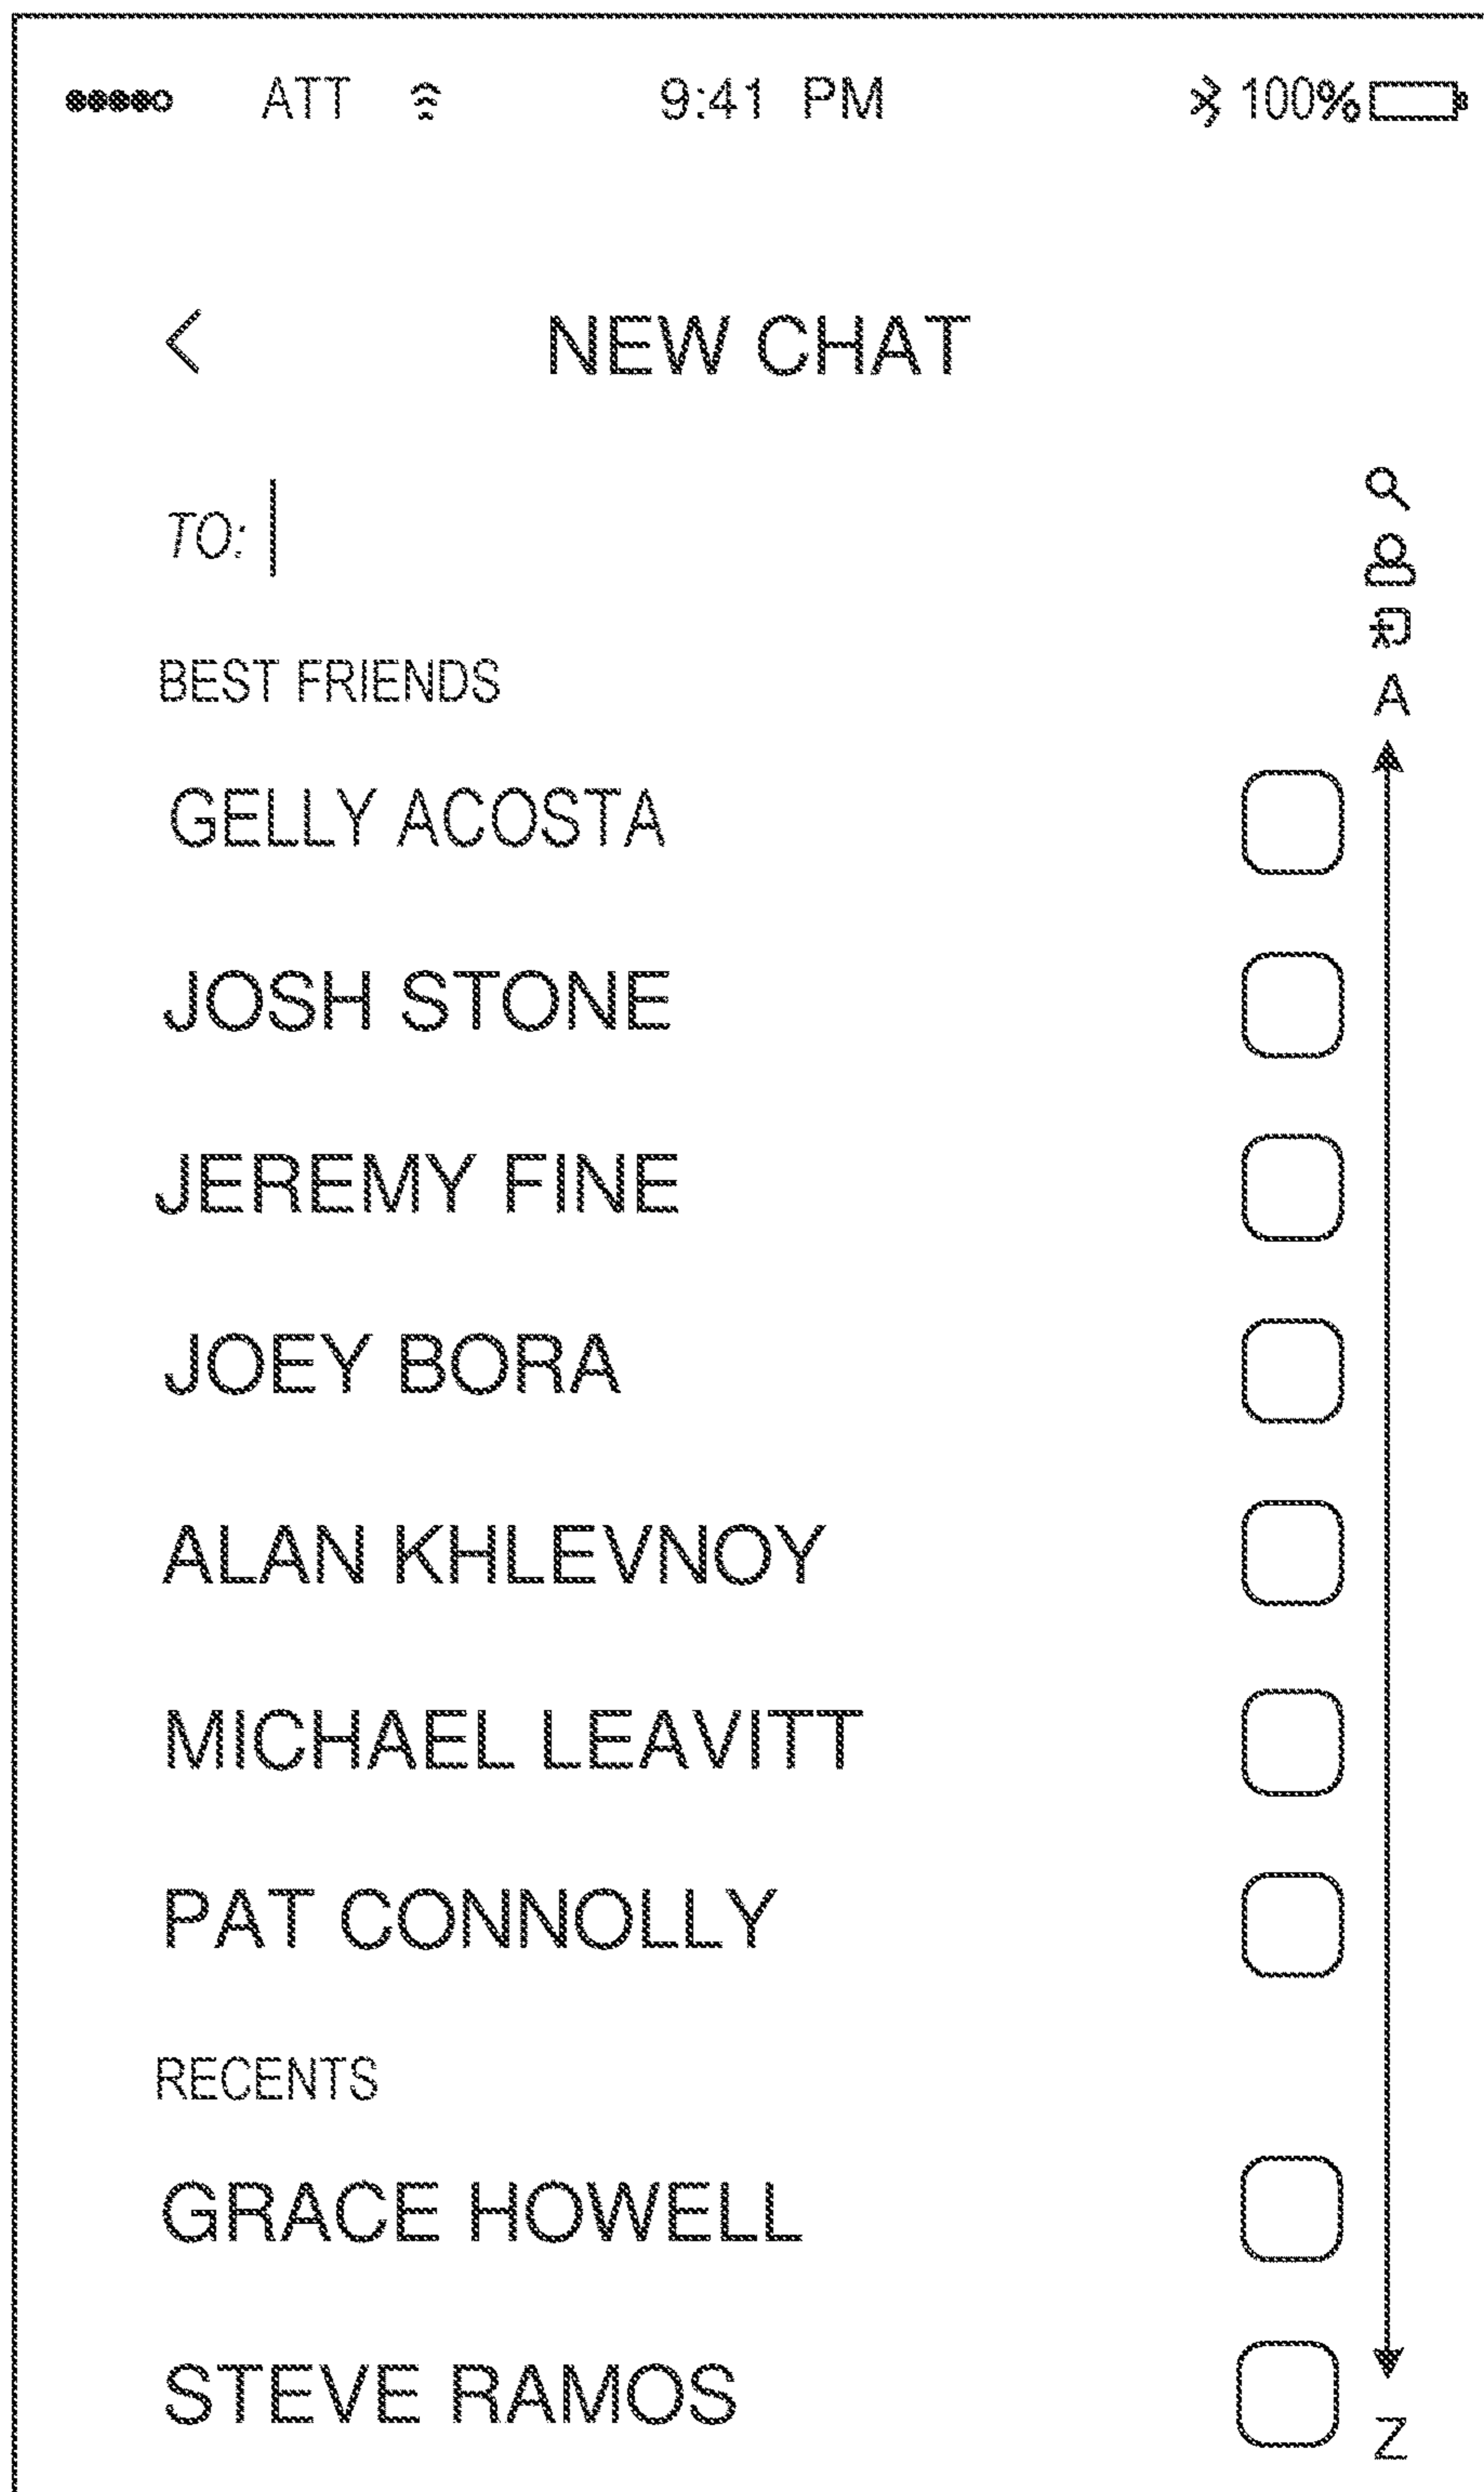 ATT 9:41 PM 100%
< NEW CHAT
TO:
BEST FRIENDS
A
GELLY ACOSTA
JOSH STONE
JEREMY FINE
JOEY BORA
ALAN KHLEVNOY
MICHAEL LEAVITT
PAT CONNOLLY
RECENTS
GRACE HOWELL
STEVE RAMOS
Z